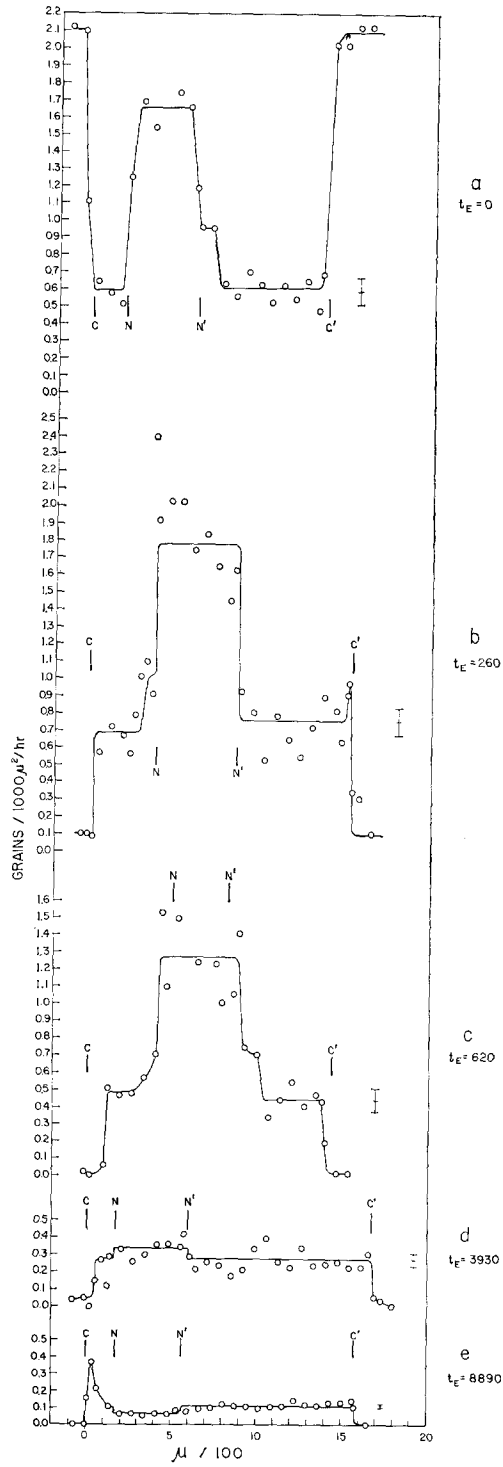 2.2
2.1
2.0
1.9
1.8
1.7
1.6
1.5
1.4
1.3
1.2
1.1
1.0
0.9
0.8
0.7
0.6
0.5
0.4
0.3
0.2
0.1
0.0
C
N
N'
C'
a
t_E = 0
2.5
2.4
2.3
2.2
2.1
2.0
1.9
1.8
1.7
1.6
1.5
1.4
1.3
1.2
1.1
1.0
0.9
0.8
0.7
0.6
0.5
0.4
0.3
0.2
0.1
0.0
C
N
N'
C'
b
t_E = 260
GRAINS / 1000 μ²/hr
1.6
1.5
1.4
1.3
1.2
1.1
1.0
0.9
0.8
0.7
0.6
0.5
0.4
0.3
0.2
0.1
0.0
N
N'
C
C'
c
t_E = 620
0.5
0.4
0.3
0.2
0.1
0.0
C
N
N'
C'
d
t_E = 3930
0.5
0.4
0.3
0.2
0.1
0.0
C
N
N'
C'
e
t_E = 8890
0
5
10
15
20
μ / 100